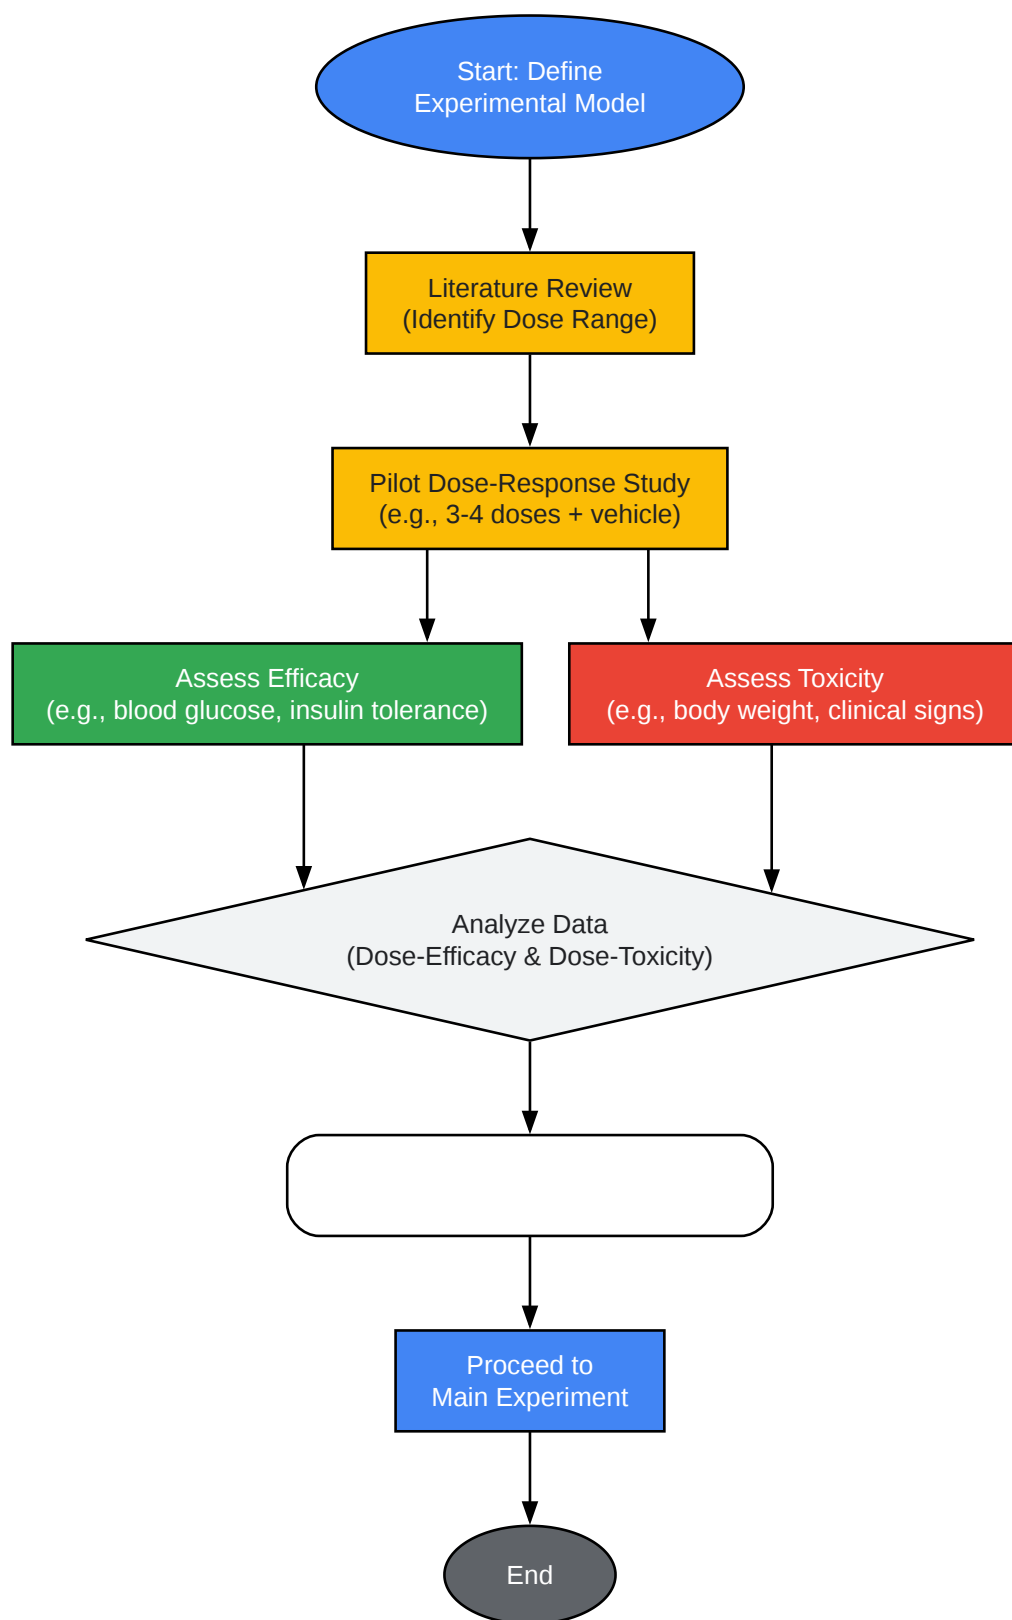 Start: Define
Experimental Model
Literature Review
(Identify Dose Range)
Pilot Dose-Response Study
(e.g., 3-4 doses + vehicle)
Assess Efficacy
(e.g., blood glucose, insulin tolerance)
Assess Toxicity
(e.g., body weight, clinical signs)
Analyze Data
(Dose-Efficacy & Dose-Toxicity)
Proceed to
Main Experiment
End